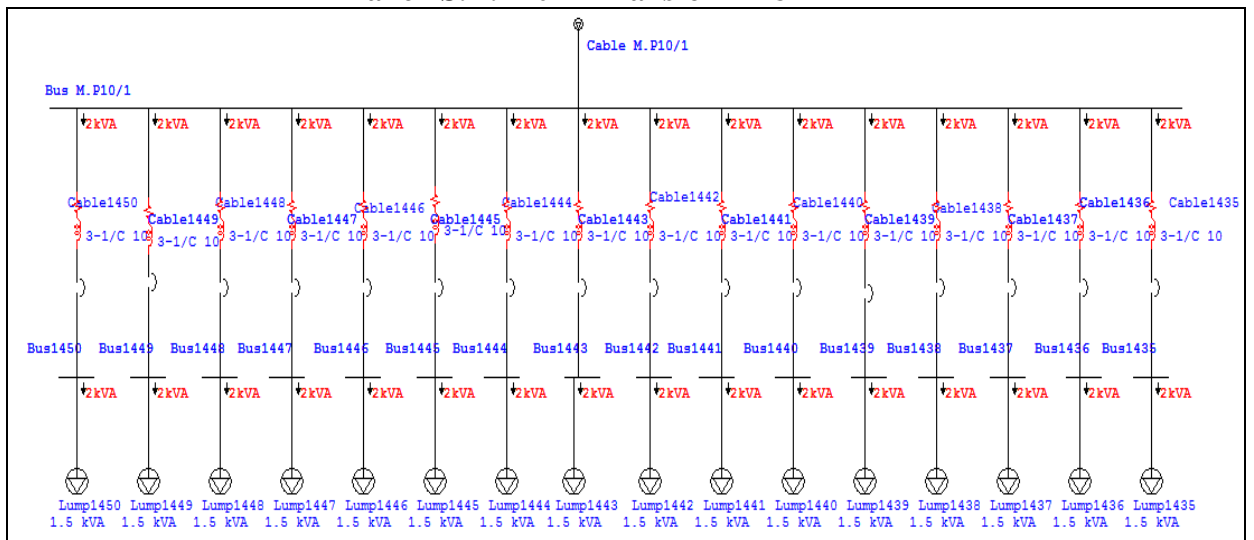 Cable M.P10/1
Bus M.P10/1
2kVA 2kVA 2kVA 2kVA 2kVA 2kVA 2kVA 2kVA 2kVA 2kVA 2kVA 2kVA 2kVA 2kVA 2kVA 2kVA
Cable1450 Cable1449 Cable1448 Cable1447 Cable1446 Cable1445 Cable1444 Cable1443 Cable1442 Cable1441 Cable1440 Cable1439 Cable1438 Cable1437 Cable1436 Cable1435
3-1/C 10 3-1/C 10 3-1/C 10 3-1/C 10 3-1/C 10 3-1/C 10 3-1/C 10 3-1/C 10 3-1/C 10 3-1/C 10 3-1/C 10 3-1/C 10 3-1/C 10 3-1/C 10 3-1/C 10 3-1/C 10
Bus1450 Bus1449 Bus1448 Bus1447 Bus1446 Bus1445 Bus1444 Bus1443 Bus1442 Bus1441 Bus1440 Bus1439 Bus1438 Bus1437 Bus1436 Bus1435
2kVA 2kVA 2kVA 2kVA 2kVA 2kVA 2kVA 2kVA 2kVA 2kVA 2kVA 2kVA 2kVA 2kVA 2kVA 2kVA
Lump1450 Lump1449 Lump1448 Lump1447 Lump1446 Lump1445 Lump1444 Lump1443 Lump1442 Lump1441 Lump1440 Lump1439 Lump1438 Lump1437 Lump1436 Lump1435
1.5 kVA 1.5 kVA 1.5 kVA 1.5 kVA 1.5 kVA 1.5 kVA 1.5 kVA 1.5 kVA 1.5 kVA 1.5 kVA 1.5 kVA 1.5 kVA 1.5 kVA 1.5 kVA 1.5 kVA 1.5 kVA